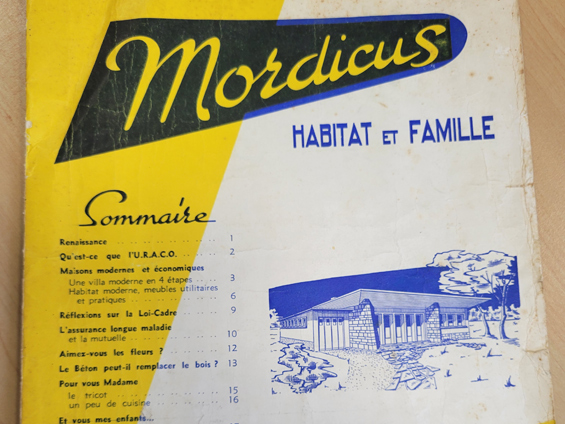 Mordicus
HABITAT ET FAMILLE
Sommaire
Renaissance . . . . . . . . . . . . . . . . 1
Qu'est-ce que l'U.R.A.C.O. . . . . . . 2
Maisons modernes et économiques
Une villa moderne en 4 étapes . . . . 3
Habitat moderne, meubles utilitaires
et pratiques . . . . . . . . . . . . 6
Réflexions sur la Loi-Cadre . . . . . . . 9
L'assurance longue maladie
et la mutuelle . . . . . . . . . . . . 10
Aimez-vous les fleurs ? . . . . . . . . 12
Le Béton peut-il remplacer le bois ? 13
Pour vous Madame
le tricot . . . . . . . . . . . . . . 15
un peu de cuisine . . . . . . . . . . 16
Et vous mes enfants...